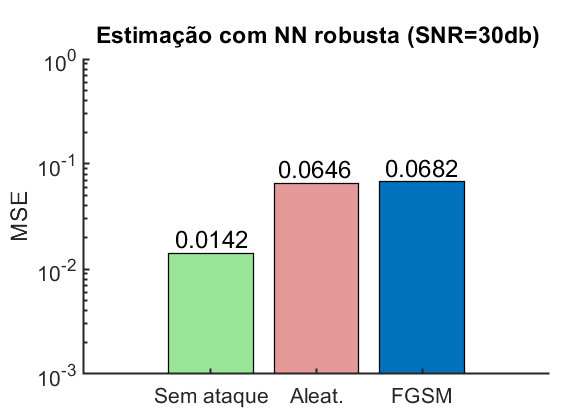 Estimação com NN robusta (SNR=30db)
10^0
10^-1
10^-2
10^-3
MSE
0.0142
0.0646
0.0682
Sem ataque Aleat. FGSM